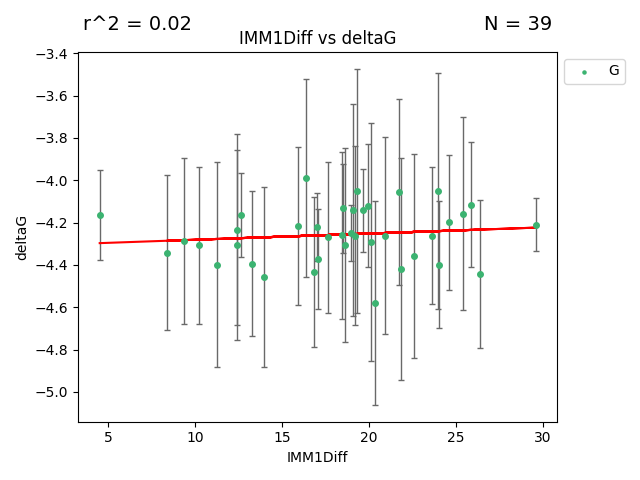 r^2 = 0.02
N = 39
IMM1Diff vs deltaG
G
−3.4
−3.6
−3.8
−4.0
−4.2
−4.4
−4.6
−4.8
−5.0
deltaG
5 10 15 20 25 30
IMM1Diff